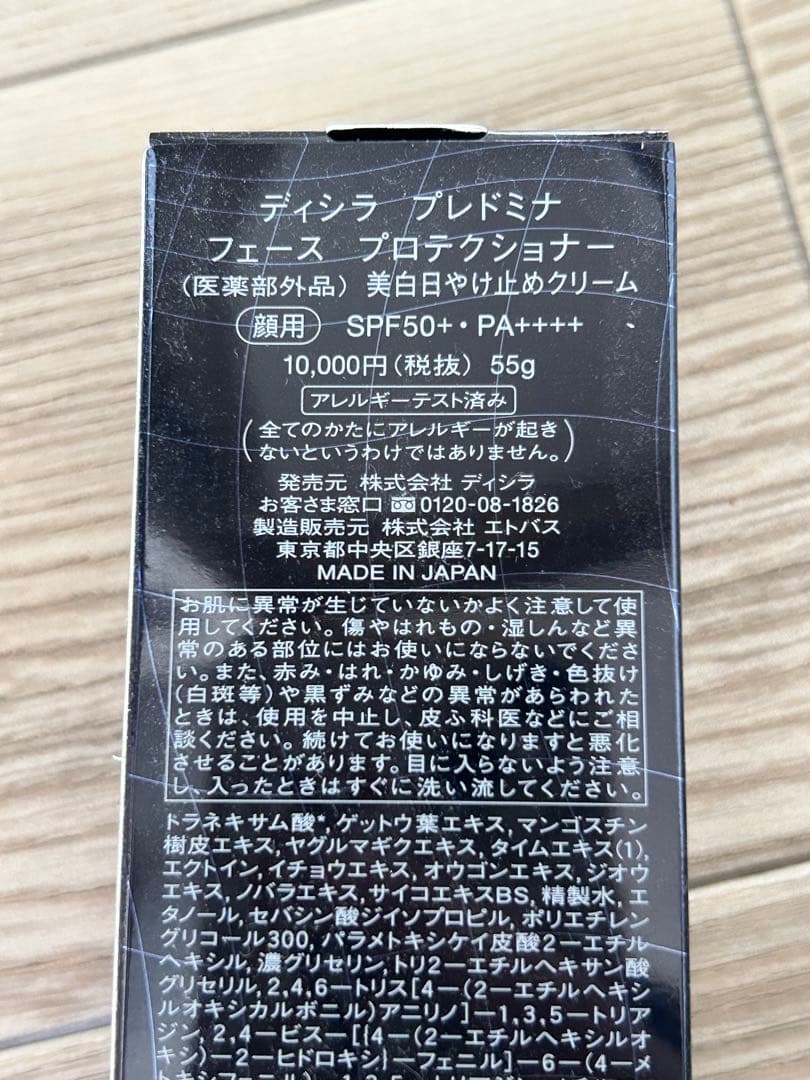 ディシラ プレドミナ
フェース プロテクショナー
（医薬部外品）美白日やけ止めクリーム
顔用 SPF50+・PA++++
10,000円（税抜） 55g
アレルギーテスト済み
（全てのかたにアレルギーが起き
ないというわけではありません。）
発売元 株式会社 ディシラ
お客さま窓口 0120-08-1826
製造販売元 株式会社 エトバス
東京都中央区銀座7-17-15
MADE IN JAPAN
お肌に異常が生じていないかよく注意して使
用してください。傷やはれもの・湿しんなど異
常のある部位にはお使いにならないでくださ
い。また、赤み・はれ・かゆみ・しげき・色抜け
（白斑等）や黒ずみなどの異常があらわれた
ときは、使用を中止し、皮ふ科医などにご相
談ください。続けてお使いになりますと悪化
させることがあります。目に入らないよう注意
し、入ったときはすぐに洗い流してください。
トラネキサム酸*, ゲットウ葉エキス, マンゴスチン
樹皮エキス, ヤグルマギクエキス, タイムエキス(1),
エクトイン, イチョウエキス, オウゴンエキス, ジオウ
エキス, ノバラエキス, サイコエキスBS, 精製水, エ
タノール, セバシン酸ジイソプロピル, ポリエチレン
グリコール300, パラメトキシケイ皮酸2ーエチル
ヘキシル, 濃グリセリン, トリ2ーエチルヘキサン酸
グリセリル, 2,4,6ートリス[4ー(2ーエチルヘキシ
ルオキシカルボニル)アニリノ]ー1,3,5ートリア
ジン, 2,4ービスー[{4ー(2ーエチルヘキシルオ
キシ)ー2ーヒドロキシ}ーフェニル]ー6ー(4ーメ